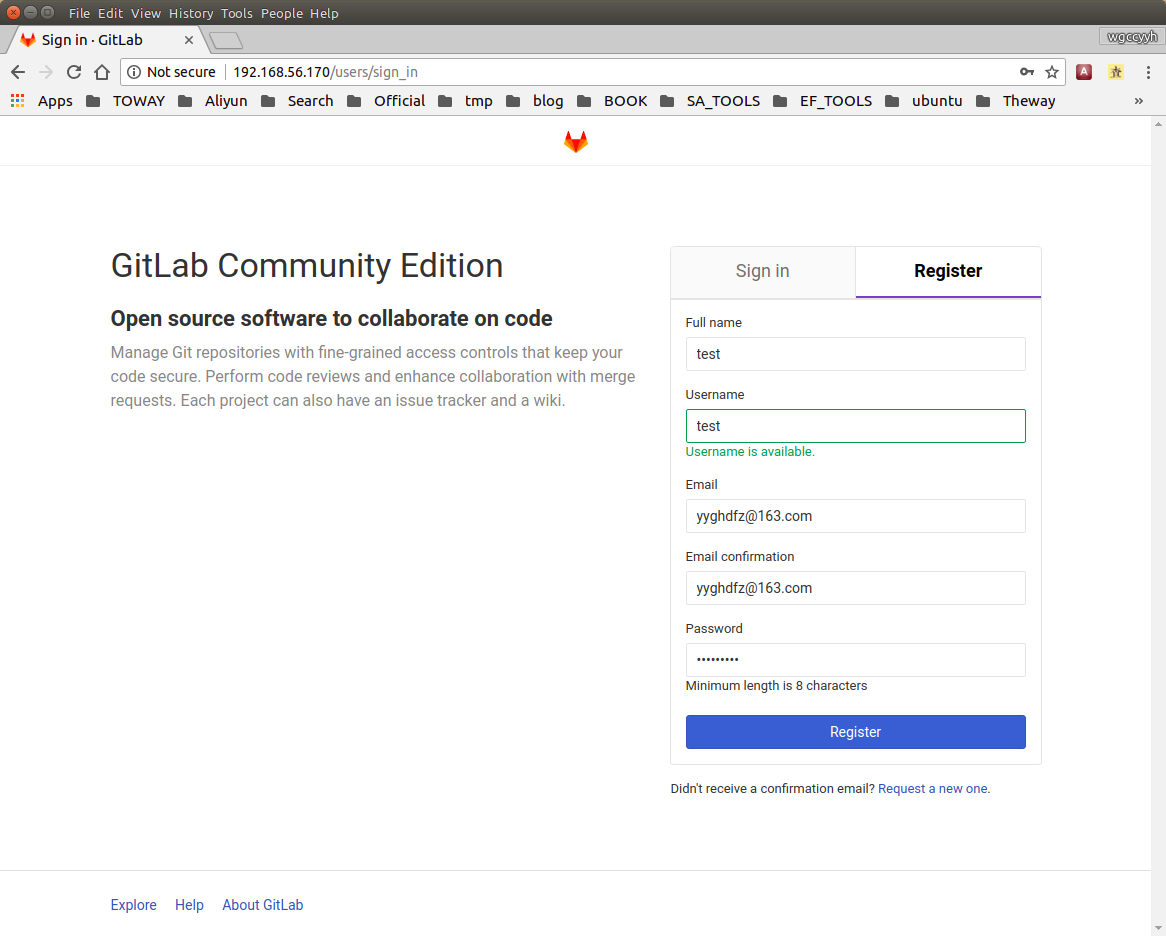 File Edit View History Tools People Help
Sign in · GitLab
wgccyyh
Not secure 192.168.56.170/users/sign_in
A
Apps TOWAY Aliyun Search Official tmp blog BOOK SA_TOOLS EF_TOOLS ubuntu Theway »
GitLab Community Edition
Open source software to collaborate on code
Manage Git repositories with fine-grained access controls that keep your
code secure. Perform code reviews and enhance collaboration with merge
requests. Each project can also have an issue tracker and a wiki.
Sign in Register
Full name
test
Username
test
Username is available.
Email
yyghdfz@163.com
Email confirmation
yyghdfz@163.com
Password
•••••••••
Minimum length is 8 characters
Register
Didn't receive a confirmation email? Request a new one.
Explore Help About GitLab